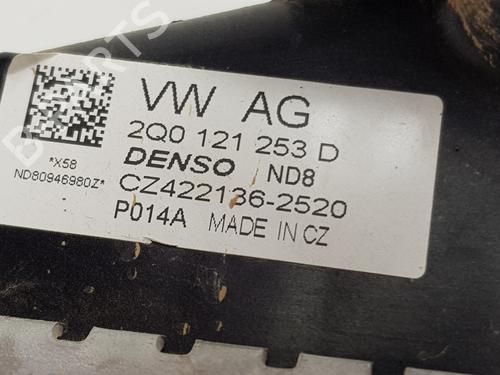 VW AG
2Q0 121 253 D
DENSO ND8
*X58
ND80946980Z*
CZ422136-2520
P014A MADE IN CZ